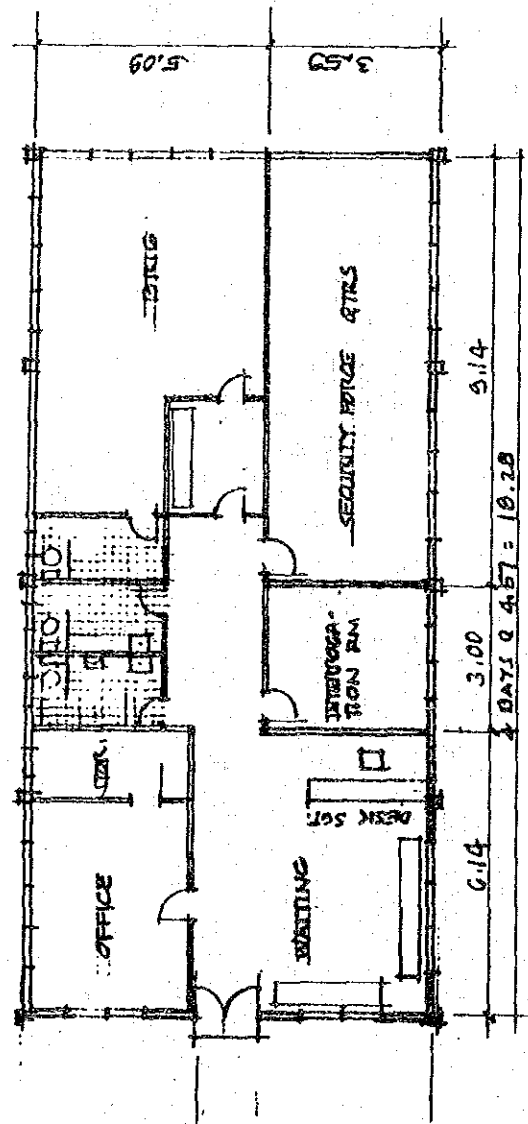 5.09
3.59
BRIG
SECURITY FORCE QTRS
9.14
4 BAYS @ 4.57 = 18.28
3.00
INTERROGA-
TION RM
DESK SGT.
6.14
WAITING
OFFICE